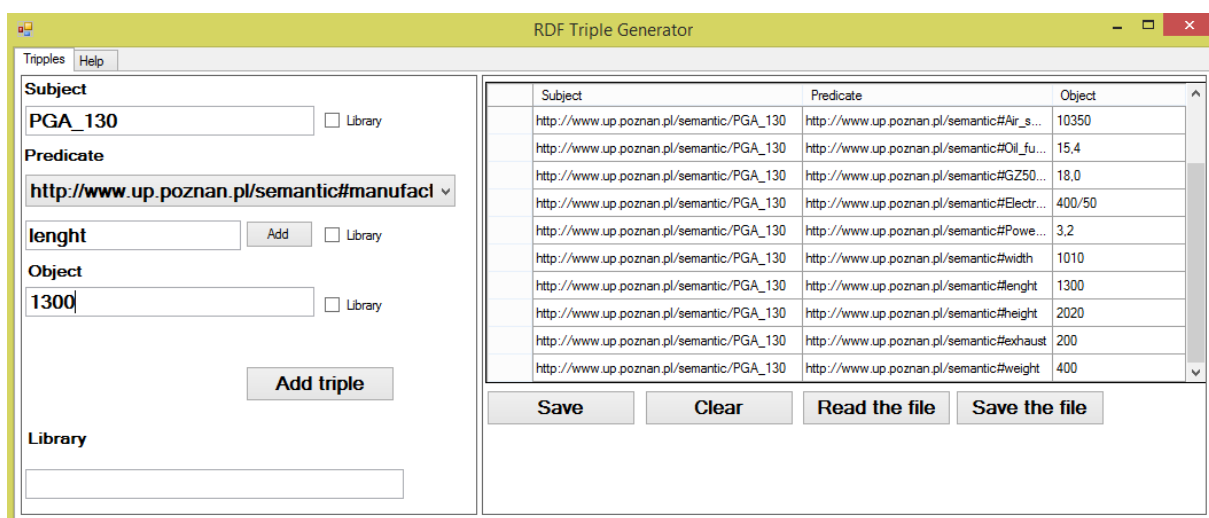 RDF Triple Generator
Tripples Help
Subject
PGA_130 Library
Predicate
http://www.up.poznan.pl/semantic#manufact
lenght Add Library
Object
1300 Library
Add triple
Library
Subject Predicate Object
http://www.up.poznan.pl/semantic/PGA_130 http://www.up.poznan.pl/semantic#Air_s... 10350
http://www.up.poznan.pl/semantic/PGA_130 http://www.up.poznan.pl/semantic#Oil_fu... 15,4
http://www.up.poznan.pl/semantic/PGA_130 http://www.up.poznan.pl/semantic#GZ50... 18,0
http://www.up.poznan.pl/semantic/PGA_130 http://www.up.poznan.pl/semantic#Electr... 400/50
http://www.up.poznan.pl/semantic/PGA_130 http://www.up.poznan.pl/semantic#Powe... 3,2
http://www.up.poznan.pl/semantic/PGA_130 http://www.up.poznan.pl/semantic#width 1010
http://www.up.poznan.pl/semantic/PGA_130 http://www.up.poznan.pl/semantic#lenght 1300
http://www.up.poznan.pl/semantic/PGA_130 http://www.up.poznan.pl/semantic#height 2020
http://www.up.poznan.pl/semantic/PGA_130 http://www.up.poznan.pl/semantic#exhaust 200
http://www.up.poznan.pl/semantic/PGA_130 http://www.up.poznan.pl/semantic#weight 400
Save Clear Read the file Save the file